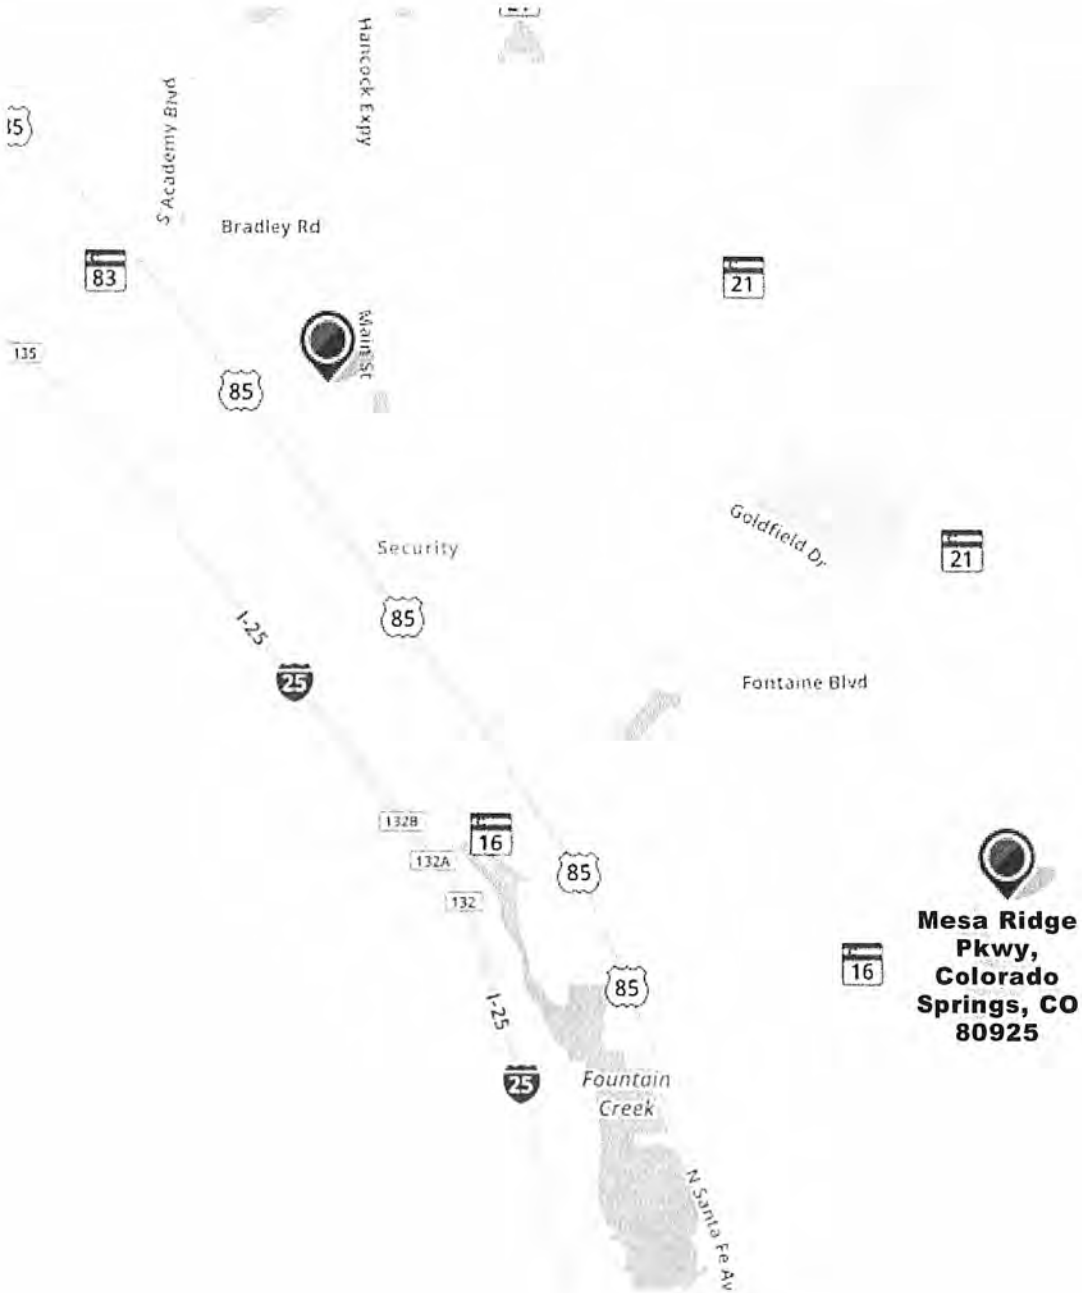 Hancock Expy
S Academy Blvd
Bradley Rd
C
83
C
21
135
Main St
85
Goldfield Dr
Security
C
21
85
I-25
25
Fontaine Blvd
132B
C
16
132A
85
132
Mesa Ridge
Pkwy,
Colorado
Springs, CO
80925
C
16
85
I-25
25
Fountain
Creek
N Santa Fe Av